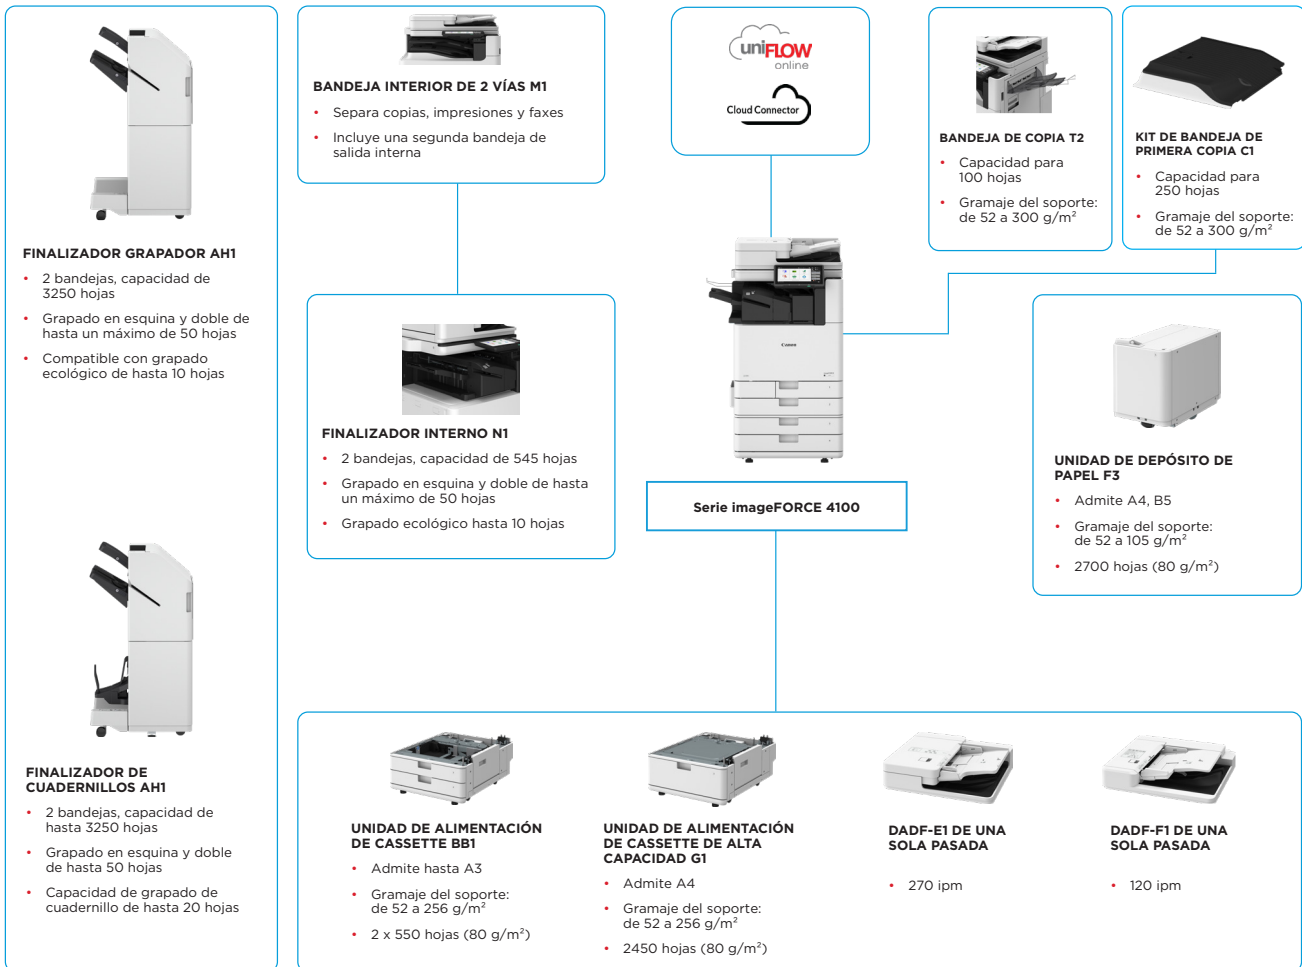 FINALIZADOR GRAPADOR AH1
• 2 bandejas, capacidad de
3250 hojas
• Grapado en esquina y doble de
hasta un máximo de 50 hojas
• Compatible con grapado
ecológico de hasta 10 hojas
FINALIZADOR DE
CUADERNILLOS AH1
• 2 bandejas, capacidad de
hasta 3250 hojas
• Grapado en esquina y doble
de hasta 50 hojas
• Capacidad de grapado de
cuadernillo de hasta 20 hojas
BANDEJA INTERIOR DE 2 VÍAS M1
• Separa copias, impresiones y faxes
• Incluye una segunda bandeja de
salida interna
FINALIZADOR INTERNO N1
• 2 bandejas, capacidad de 545 hojas
• Grapado en esquina y doble de hasta
un máximo de 50 hojas
• Grapado ecológico hasta 10 hojas
uniFLOW
online
Cloud Connector
Canon
Serie imageFORCE 4100
BANDEJA DE COPIA T2
• Capacidad para
100 hojas
• Gramaje del soporte:
de 52 a 300 g/m²
KIT DE BANDEJA DE
PRIMERA COPIA C1
• Capacidad para
250 hojas
• Gramaje del soporte:
de 52 a 300 g/m²
UNIDAD DE DEPÓSITO DE
PAPEL F3
• Admite A4, B5
• Gramaje del soporte:
de 52 a 105 g/m²
• 2700 hojas (80 g/m²)
UNIDAD DE ALIMENTACIÓN
DE CASSETTE BB1
• Admite hasta A3
• Gramaje del soporte:
de 52 a 256 g/m²
• 2 x 550 hojas (80 g/m²)
UNIDAD DE ALIMENTACIÓN
DE CASSETTE DE ALTA
CAPACIDAD G1
• Admite A4
• Gramaje del soporte:
de 52 a 256 g/m²
• 2450 hojas (80 g/m²)
DADF-E1 DE UNA
SOLA PASADA
• 270 ipm
DADF-F1 DE UNA
SOLA PASADA
• 120 ipm